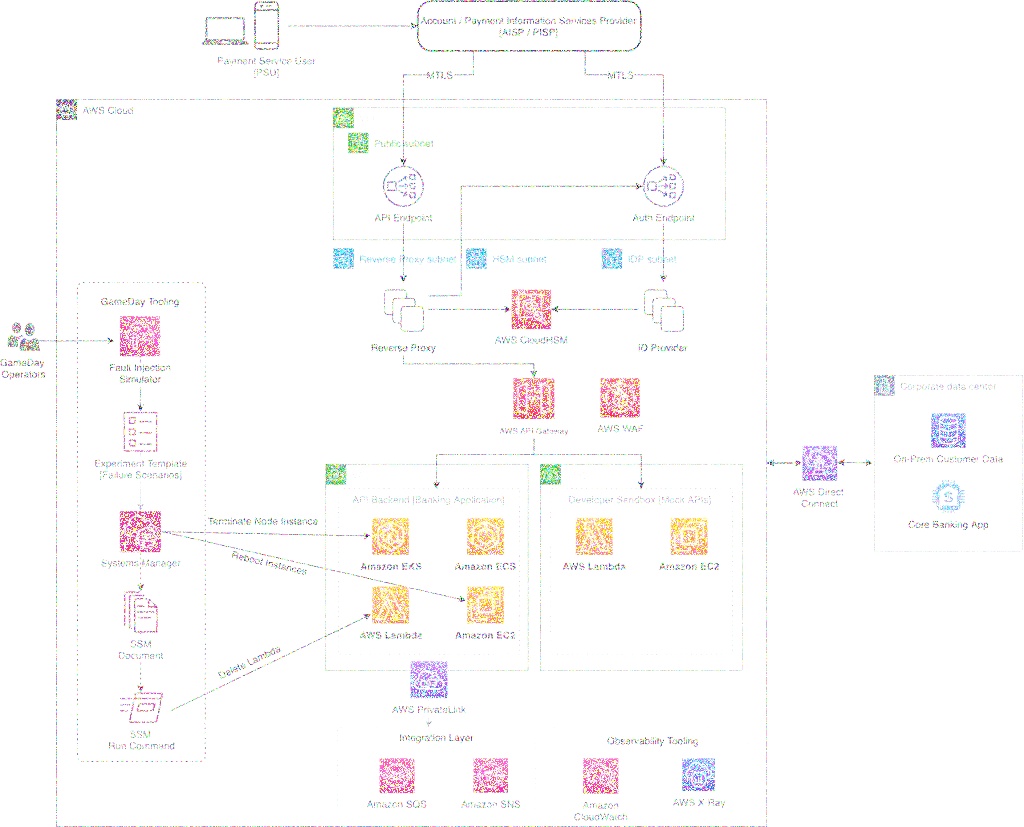 Account / Payment Information Services Provider
[AISP / PISP]
Payment Service User
[PSU]
MTLS
MTLS
AWS Cloud
Public subnet
API Endpoint
Auth Endpoint
Reverse Proxy subnet
HSM subnet
IDP subnet
GameDay Tooling
Reverse Proxy
AWS CloudHSM
ID Provider
GameDay
Operators
Fault Injection
Simulator
AWS API Gateway
AWS WAF
Corporate data center
On-Prem Customer Data
Experiment Template
[Failure Scenarios]
API Backend [Banking Application]
Developer Sandbox [Mock APIs]
AWS Direct
Connect
Core Banking App
Terminate Node Instance
Systems Manager
Reboot Instances
Amazon EKS
Amazon ECS
AWS Lambda
Amazon EC2
AWS Lambda
Amazon EC2
SSM
Document
Delete Lambda
AWS PrivateLink
SSM
Run Command
Integration Layer
Observability Tooling
Amazon SQS
Amazon SNS
Amazon
CloudWatch
AWS X-Ray